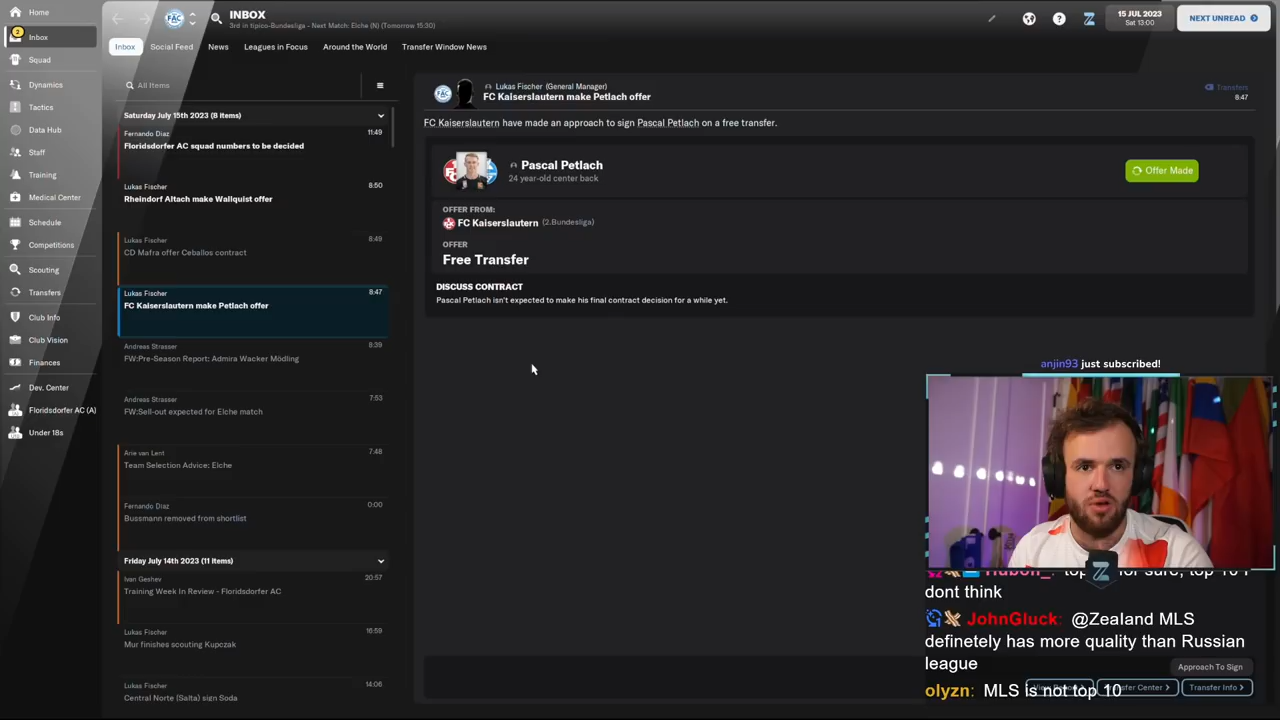 Home
Inbox
2
Squad
Dynamics
Tactics
Data Hub
Staff
Training
Medical Center
Schedule
Competitions
Scouting
Transfers
Club Info
Club Vision
Finances
Dev. Center
Floridsdorfer AC (A)
Under 18s
FAC
INBOX
3rd in tipico-Bundesliga - Next Match: Elche (N) (Tomorrow 15:30)
15 JUL 2023
Sat 13:00
NEXT UNREAD
Inbox
Social Feed
News
Leagues in Focus
Around the World
Transfer Window News
All Items
Saturday July 15th 2023 (8 items)
Fernando Diaz 11:49
Floridsdorfer AC squad numbers to be decided
Lukas Fischer 8:50
Rheindorf Altach make Wallquist offer
Lukas Fischer 8:49
CD Mafra offer Ceballos contract
Lukas Fischer 8:47
FC Kaiserslautern make Petlach offer
Andreas Strasser 8:39
FW:Pre-Season Report: Admira Wacker Mödling
Andreas Strasser 7:53
FW:Sell-out expected for Elche match
Arie van Lent 7:48
Team Selection Advice: Elche
Fernando Diaz 0:00
Bussmann removed from shortlist
Friday July 14th 2023 (11 items)
Ivan Geshev 20:57
Training Week In Review - Floridsdorfer AC
Lukas Fischer 16:59
Mur finishes scouting Kupczak
Lukas Fischer 14:06
Central Norte (Salta) sign Soda
Lukas Fischer (General Manager)
FC Kaiserslautern make Petlach offer
Transfers
8:47
FC Kaiserslautern have made an approach to sign Pascal Petlach on a free transfer.
Pascal Petlach
24 year-old center back
Offer Made
OFFER FROM:
FC Kaiserslautern (2.Bundesliga)
OFFER
Free Transfer
DISCUSS CONTRACT
Pascal Petlach isn't expected to make his final contract decision for a while yet.
anjin93 just subscribed!
dont think
JohnGluck: @Zealand MLS
definetely has more quality than Russian
league
olyzn: MLS is not top 10
Approach To Sign
Transfer Info